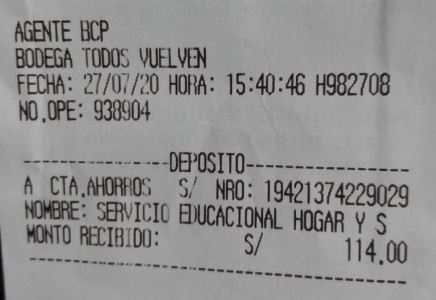 AGENTE BCP
BODEGA TODOS VUELVEN
FECHA: 27/07/20 HORA: 15:40:46 H982708
NO.OPE: 938904
------------------DEPOSITO------------------
A CTA.AHORROS S/ NRO: 19421374229029
NOMBRE: SERVICIO EDUCACIONAL HOGAR Y S
MONTO RECIBIDO: S/ 114.00